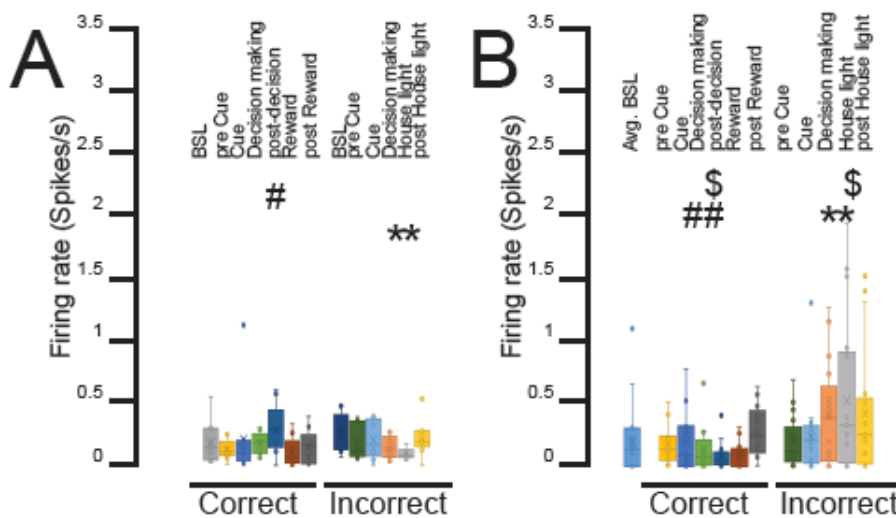 A
Firing rate (Spikes/s)
3.5
3
2.5
2
1.5
1
0.5
0
BSL
pre Cue
Cue
Decision making
post-decision
Reward
post Reward
BSL
pre Cue
Cue
Decision making
House light
post House light
#
**
Correct
Incorrect
B
Firing rate (Spikes/s)
3.5
3
2.5
2
1.5
1
0.5
0
Avg. BSL
pre Cue
Cue
Decision making
post-decision
Reward
post Reward
pre Cue
Cue
Decision making
House light
post House light
$
##
$
**
Correct
Incorrect